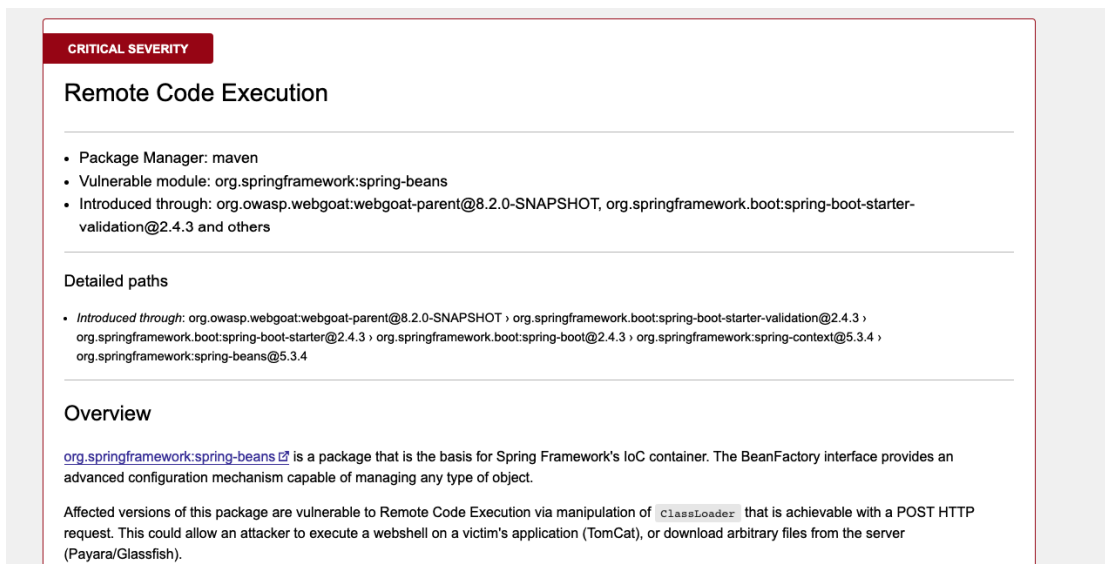 CRITICAL SEVERITY
Remote Code Execution
• Package Manager: maven
• Vulnerable module: org.springframework:spring-beans
• Introduced through: org.owasp.webgoat:webgoat-parent@8.2.0-SNAPSHOT, org.springframework.boot:spring-boot-starter-
validation@2.4.3 and others
Detailed paths
• Introduced through: org.owasp.webgoat:webgoat-parent@8.2.0-SNAPSHOT › org.springframework.boot:spring-boot-starter-validation@2.4.3 ›
org.springframework.boot:spring-boot-starter@2.4.3 › org.springframework.boot:spring-boot@2.4.3 › org.springframework:spring-context@5.3.4 ›
org.springframework:spring-beans@5.3.4
Overview
org.springframework:spring-beans is a package that is the basis for Spring Framework's IoC container. The BeanFactory interface provides an
advanced configuration mechanism capable of managing any type of object.
Affected versions of this package are vulnerable to Remote Code Execution via manipulation of ClassLoader that is achievable with a POST HTTP
request. This could allow an attacker to execute a webshell on a victim's application (TomCat), or download arbitrary files from the server
(Payara/Glassfish).